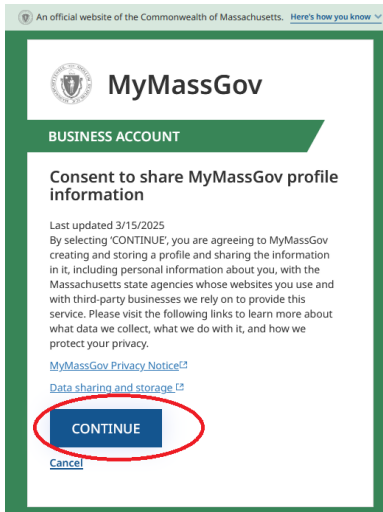 An official website of the Commonwealth of Massachusetts. Here's how you know
MyMassGov
BUSINESS ACCOUNT
Consent to share MyMassGov profile
information
Last updated 3/15/2025
By selecting ‘CONTINUE’, you are agreeing to MyMassGov
creating and storing a profile and sharing the information
in it, including personal information about you, with the
Massachusetts state agencies whose websites you use and
with third-party businesses we rely on to provide this
service. Please visit the following links to learn more about
what data we collect, what we do with it, and how we
protect your privacy.
MyMassGov Privacy Notice
Data sharing and storage
CONTINUE
Cancel